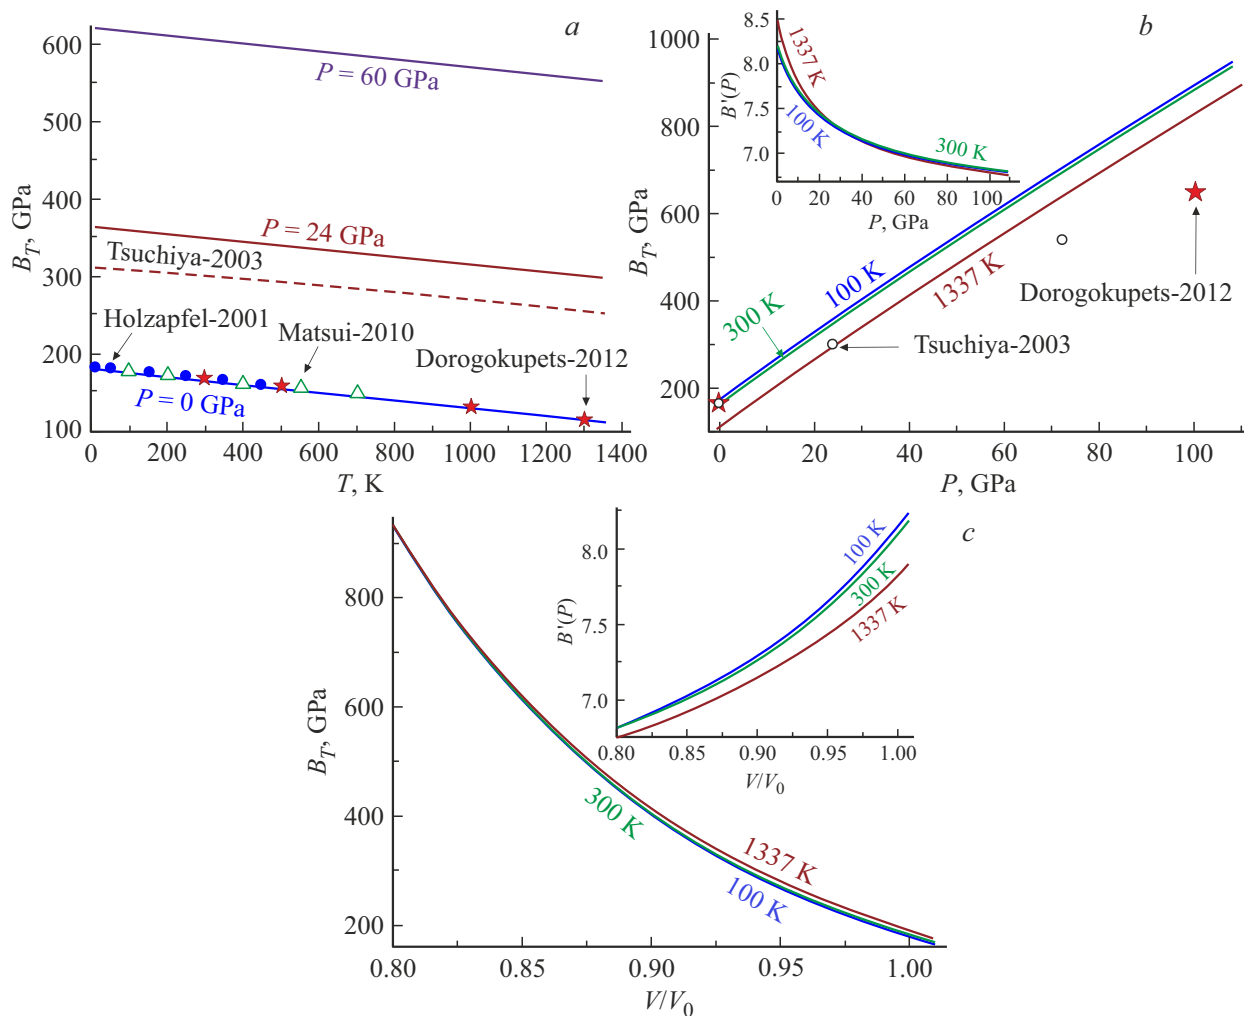 a
600
500
400
300
200
100
B_T, GPa
P = 60 GPa
P = 24 GPa
Tsuchiya-2003
Holzapfel-2001
Matsui-2010
Dorogokupets-2012
P = 0 GPa
0 200 400 600 800 1000 1200 1400
T, K
b
1000
800
600
400
200
B_T, GPa
8.5
8.0
7.5
7.0
B'(P)
1337 K
100 K
300 K
0 20 40 60 80 100
P, GPa
100 K
300 K
1337 K
Dorogokupets-2012
Tsuchiya-2003
0 20 40 60 80 100
P, GPa
c
800
600
400
200
B_T, GPa
8.0
7.5
7.0
B'(P)
100 K
300 K
1337 K
0.80 0.85 0.90 0.95 1.00
V/V_0
300 K
1337 K
100 K
0.80 0.85 0.90 0.95 1.00
V/V_0